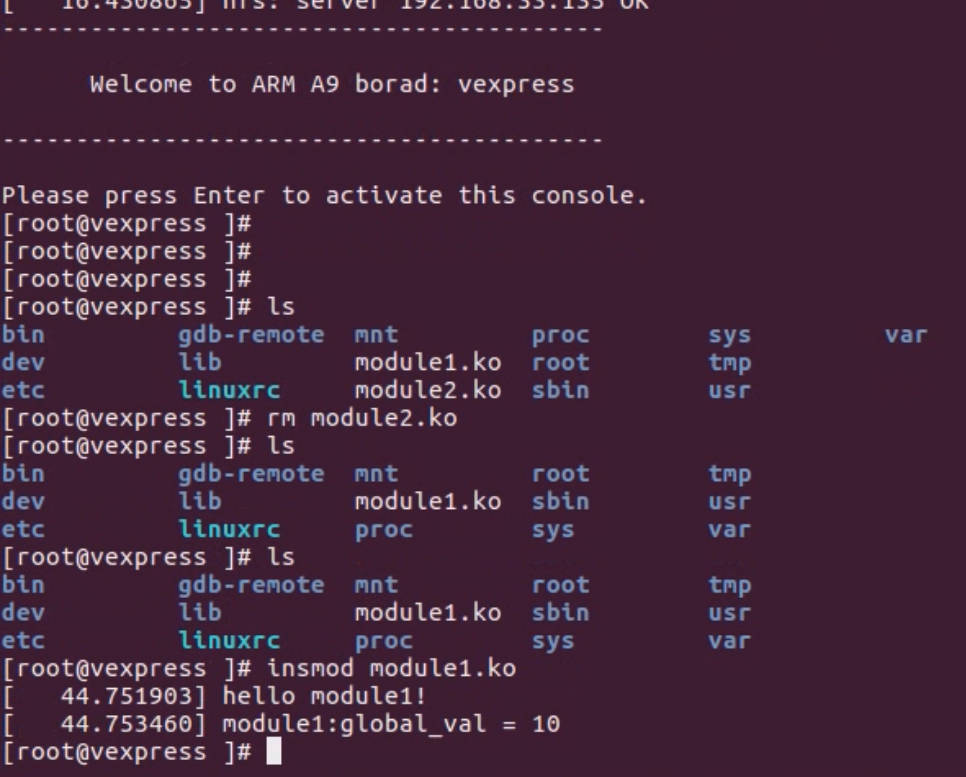 [   16.430865] nfs: server 192.168.33.135 OK
-----------------------------------------
Welcome to ARM A9 borad: vexpress
-----------------------------------------
Please press Enter to activate this console.
[root@vexpress ]#
[root@vexpress ]#
[root@vexpress ]#
[root@vexpress ]# ls
bin         gdb-remote  mnt         proc        sys         var
dev         lib         module1.ko  root        tmp
etc         linuxrc     module2.ko  sbin        usr
[root@vexpress ]# rm module2.ko
[root@vexpress ]# ls
bin         gdb-remote  mnt         root        tmp
dev         lib         module1.ko  sbin        usr
etc         linuxrc     proc        sys         var
[root@vexpress ]# ls
bin         gdb-remote  mnt         root        tmp
dev         lib         module1.ko  sbin        usr
etc         linuxrc     proc        sys         var
[root@vexpress ]# insmod module1.ko
[   44.751903] hello module1!
[   44.753460] module1:global_val = 10
[root@vexpress ]#